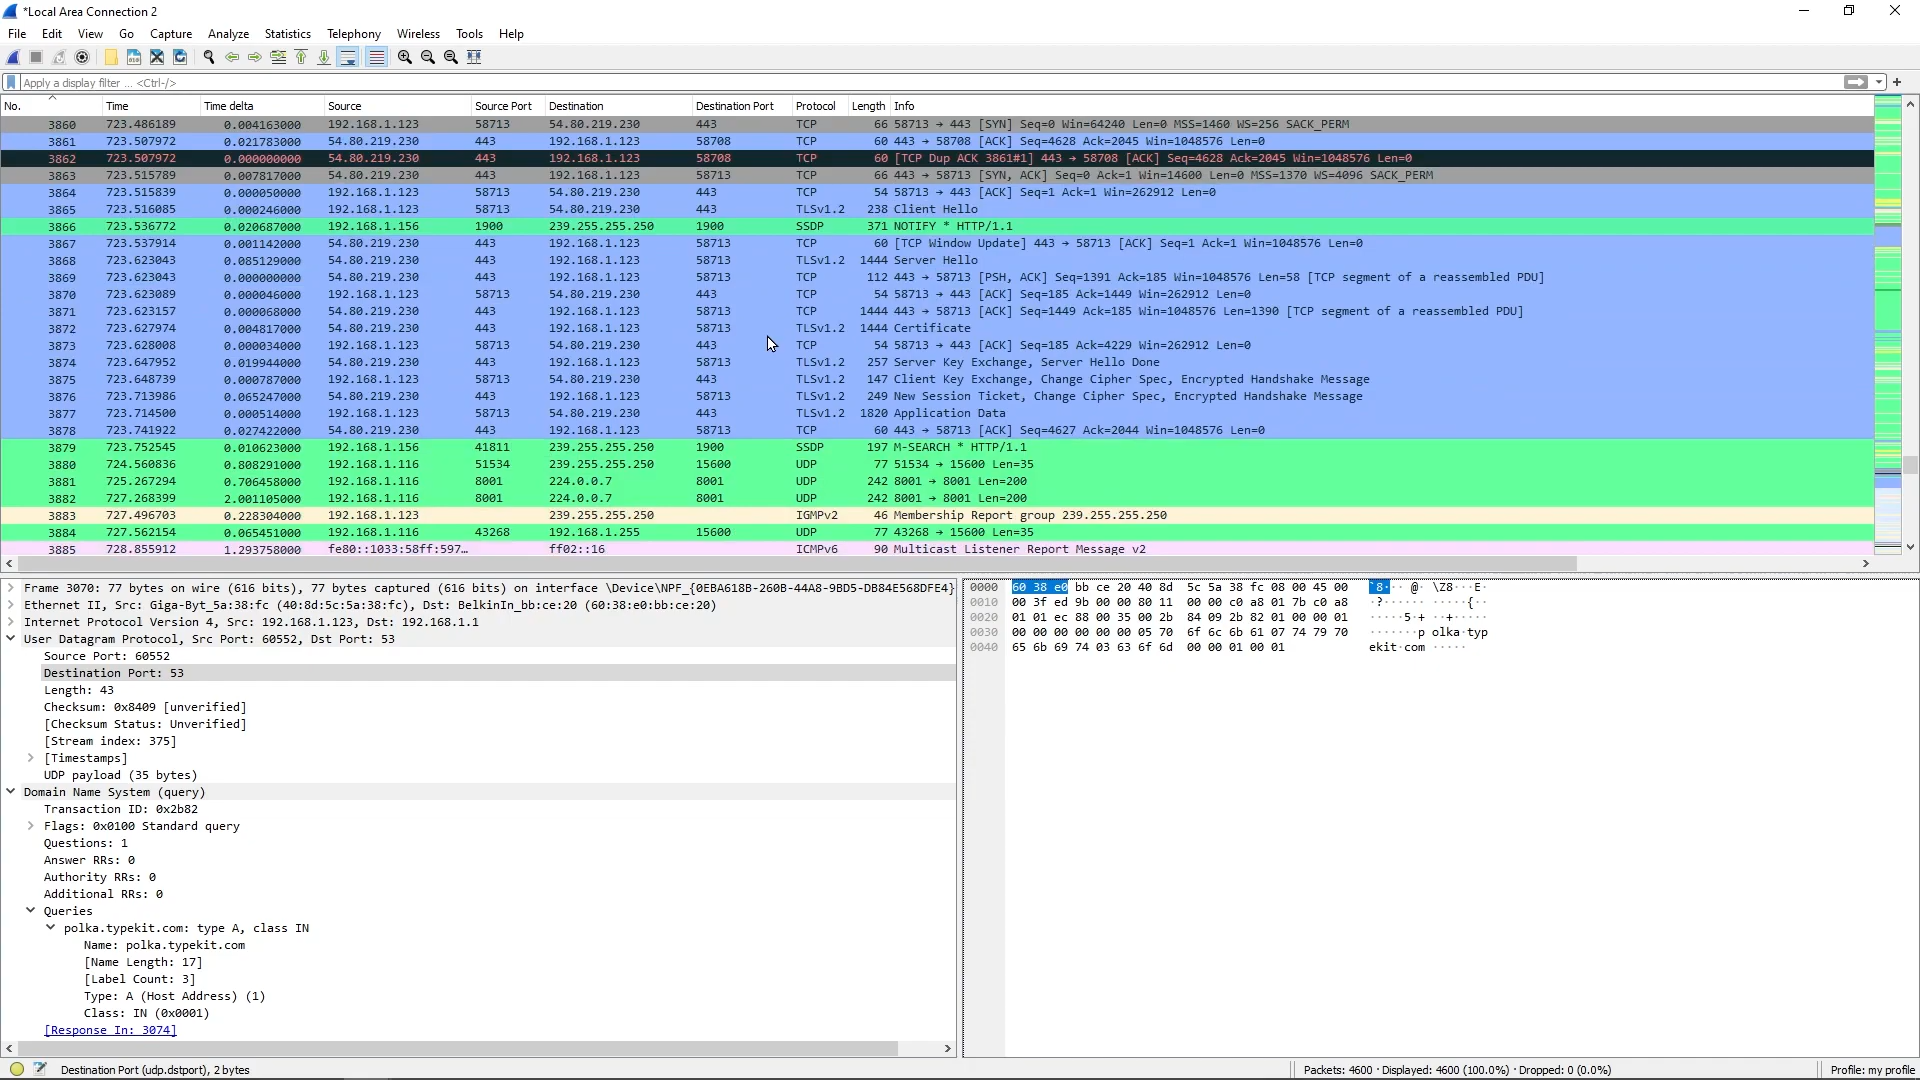 *Local Area Connection 2
File Edit View Go Capture Analyze Statistics Telephony Wireless Tools Help
Apply a display filter ... <Ctrl-/>
No. Time Time delta Source Source Port Destination Destination Port Protocol Length Info
3860 723.486189 0.004163000 192.168.1.123 58713 54.80.219.230 443 TCP 66 58713 → 443 [SYN] Seq=0 Win=64240 Len=0 MSS=1460 WS=256 SACK_PERM
3861 723.507972 0.021783000 54.80.219.230 443 192.168.1.123 58708 TCP 60 443 → 58708 [ACK] Seq=4628 Ack=2045 Win=1048576 Len=0
3862 723.507972 0.000000000 54.80.219.230 443 192.168.1.123 58708 TCP 60 [TCP Dup ACK 3861#1] 443 → 58708 [ACK] Seq=4628 Ack=2045 Win=1048576 Len=0
3863 723.515789 0.007817000 54.80.219.230 443 192.168.1.123 58713 TCP 66 443 → 58713 [SYN, ACK] Seq=0 Ack=1 Win=14600 Len=0 MSS=1370 WS=4096 SACK_PERM
3864 723.515839 0.000050000 192.168.1.123 58713 54.80.219.230 443 TCP 54 58713 → 443 [ACK] Seq=1 Ack=1 Win=262912 Len=0
3865 723.516085 0.000246000 192.168.1.123 58713 54.80.219.230 443 TLSv1.2 238 Client Hello
3866 723.536772 0.020687000 192.168.1.156 1900 239.255.255.250 1900 SSDP 371 NOTIFY * HTTP/1.1
3867 723.537914 0.001142000 54.80.219.230 443 192.168.1.123 58713 TCP 60 [TCP Window Update] 443 → 58713 [ACK] Seq=1 Ack=1 Win=1048576 Len=0
3868 723.623043 0.085129000 54.80.219.230 443 192.168.1.123 58713 TLSv1.2 1444 Server Hello
3869 723.623043 0.000000000 54.80.219.230 443 192.168.1.123 58713 TCP 112 443 → 58713 [PSH, ACK] Seq=1391 Ack=185 Win=1048576 Len=58 [TCP segment of a reassembled PDU]
3870 723.623089 0.000046000 192.168.1.123 58713 54.80.219.230 443 TCP 54 58713 → 443 [ACK] Seq=185 Ack=1449 Win=262912 Len=0
3871 723.623157 0.000068000 54.80.219.230 443 192.168.1.123 58713 TCP 1444 443 → 58713 [ACK] Seq=1449 Ack=185 Win=1048576 Len=1390 [TCP segment of a reassembled PDU]
3872 723.627974 0.004817000 54.80.219.230 443 192.168.1.123 58713 TLSv1.2 1444 Certificate
3873 723.628008 0.000034000 192.168.1.123 58713 54.80.219.230 443 TCP 54 58713 → 443 [ACK] Seq=185 Ack=4229 Win=262912 Len=0
3874 723.647952 0.019944000 54.80.219.230 443 192.168.1.123 58713 TLSv1.2 257 Server Key Exchange, Server Hello Done
3875 723.648739 0.000787000 192.168.1.123 58713 54.80.219.230 443 TLSv1.2 147 Client Key Exchange, Change Cipher Spec, Encrypted Handshake Message
3876 723.713986 0.065247000 54.80.219.230 443 192.168.1.123 58713 TLSv1.2 249 New Session Ticket, Change Cipher Spec, Encrypted Handshake Message
3877 723.714500 0.000514000 192.168.1.123 58713 54.80.219.230 443 TLSv1.2 1820 Application Data
3878 723.741922 0.027422000 54.80.219.230 443 192.168.1.123 58713 TCP 60 443 → 58713 [ACK] Seq=4627 Ack=2044 Win=1048576 Len=0
3879 723.752545 0.010623000 192.168.1.156 41811 239.255.255.250 1900 SSDP 197 M-SEARCH * HTTP/1.1
3880 724.560836 0.808291000 192.168.1.116 51534 239.255.255.250 15600 UDP 77 51534 → 15600 Len=35
3881 725.267294 0.706458000 192.168.1.116 8001 224.0.0.7 8001 UDP 242 8001 → 8001 Len=200
3882 727.268399 2.001105000 192.168.1.116 8001 224.0.0.7 8001 UDP 242 8001 → 8001 Len=200
3883 727.496703 0.228304000 192.168.1.123 239.255.255.250 IGMPv2 46 Membership Report group 239.255.255.250
3884 727.562154 0.065451000 192.168.1.116 43268 192.168.1.255 15600 UDP 77 43268 → 15600 Len=35
3885 728.855912 1.293758000 fe80::1033:58ff:597… ff02::16 ICMPv6 90 Multicast Listener Report Message v2
Frame 3070: 77 bytes on wire (616 bits), 77 bytes captured (616 bits) on interface \Device\NPF_{0EBA618B-260B-44A8-9BD5-DB84E568DFE4}
Ethernet II, Src: Giga-Byt_5a:38:fc (40:8d:5c:5a:38:fc), Dst: BelkinIn_bb:ce:20 (60:38:e0:bb:ce:20)
Internet Protocol Version 4, Src: 192.168.1.123, Dst: 192.168.1.1
User Datagram Protocol, Src Port: 60552, Dst Port: 53
Source Port: 60552
Destination Port: 53
Length: 43
Checksum: 0x8409 [unverified]
[Checksum Status: Unverified]
[Stream index: 375]
[Timestamps]
UDP payload (35 bytes)
Domain Name System (query)
Transaction ID: 0x2b82
Flags: 0x0100 Standard query
Questions: 1
Answer RRs: 0
Authority RRs: 0
Additional RRs: 0
Queries
polka.typekit.com: type A, class IN
Name: polka.typekit.com
[Name Length: 17]
[Label Count: 3]
Type: A (Host Address) (1)
Class: IN (0x0001)
[Response In: 3074]
0000 60 38 e0 bb ce 20 40 8d 5c 5a 38 fc 08 00 45 00 `8··· @· \Z8···E·
0010 00 3f ed 9b 00 00 80 11 00 00 c0 a8 01 7b c0 a8 ·?······ ·····{··
0020 01 01 ec 88 00 35 00 2b 84 09 2b 82 01 00 00 01 ·····5·+ ··+·····
0030 00 00 00 00 00 00 05 70 6f 6c 6b 61 07 74 79 70 ·······p olka·typ
0040 65 6b 69 74 03 63 6f 6d 00 00 01 00 01 ekit·com ·····
Destination Port (udp.dstport), 2 bytes
Packets: 4600 · Displayed: 4600 (100.0%) · Dropped: 0 (0.0%)
Profile: my profile